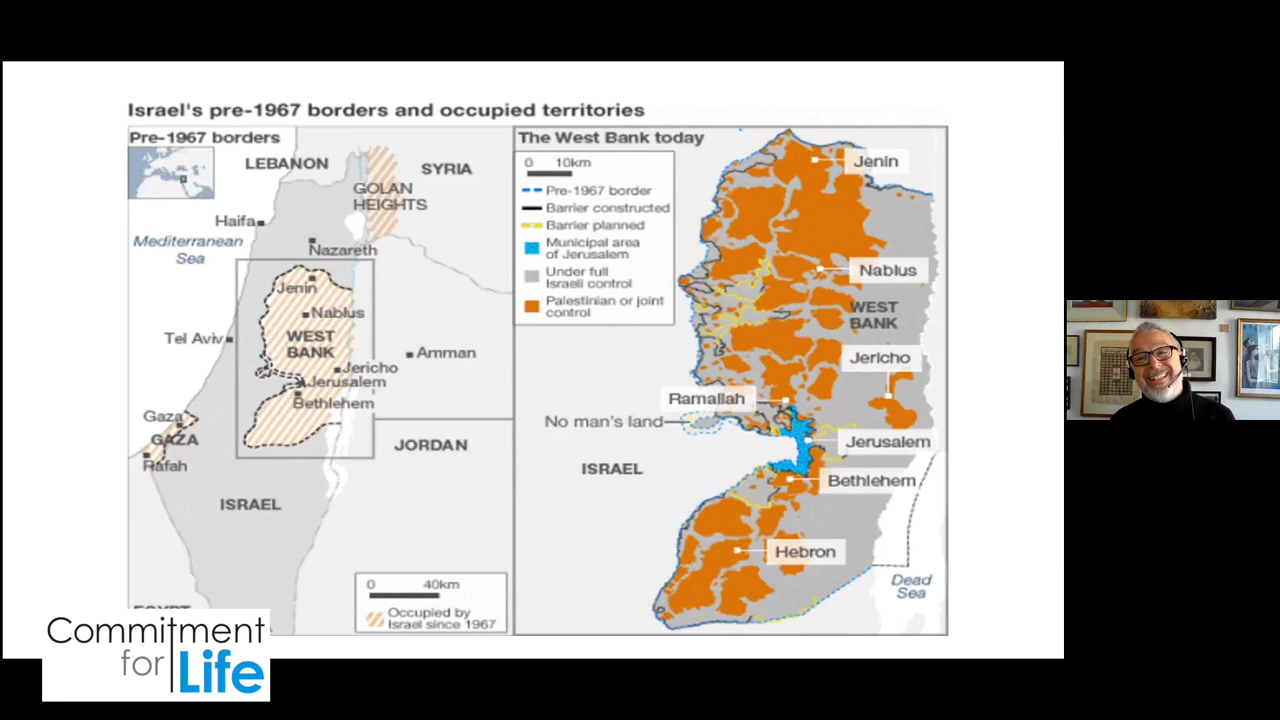 Israel's pre-1967 borders and occupied territories
Pre-1967 borders
LEBANON
SYRIA
GOLAN
HEIGHTS
Haifa
Mediterranean
Sea
Nazareth
Jenin
Nablus
WEST
BANK
Tel Aviv
Amman
Jericho
Jerusalem
Bethlehem
Gaza
GAZA
Rafah
JORDAN
ISRAEL
0 40km
Occupied by
Israel since 1967
The West Bank today
0 10km
Pre-1967 border
Barrier constructed
Barrier planned
Municipal area
of Jerusalem
Under full
Israeli control
Palestinian or joint
control
Jenin
Nablus
WEST
BANK
Jericho
Ramallah
No man's land
Jerusalem
ISRAEL
Bethlehem
Hebron
Dead
Sea
Commitment
for
Life